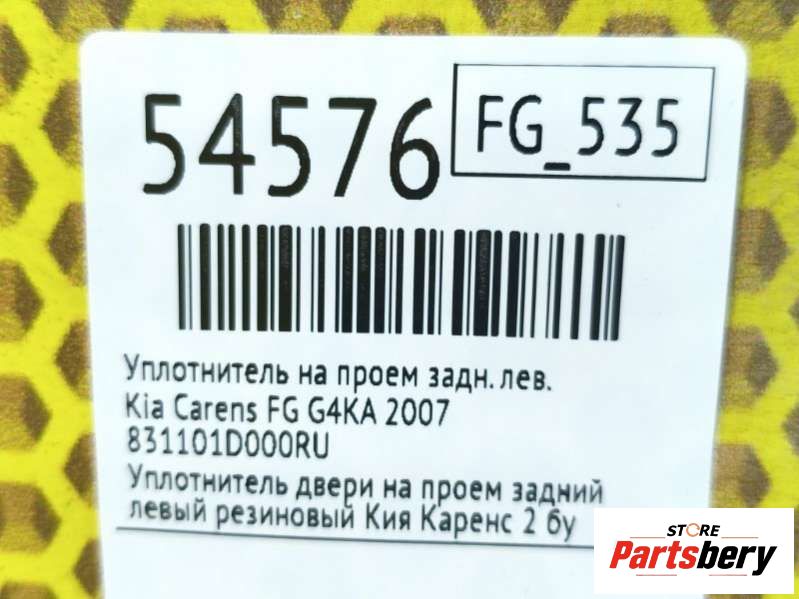 54576
FG_535
Уплотнитель на проем задн. лев.
Kia Carens FG G4KA 2007
831101D000RU
Уплотнитель двери на проем задний
левый резиновый Кия Каренс 2 бу
STORE
Partsbery